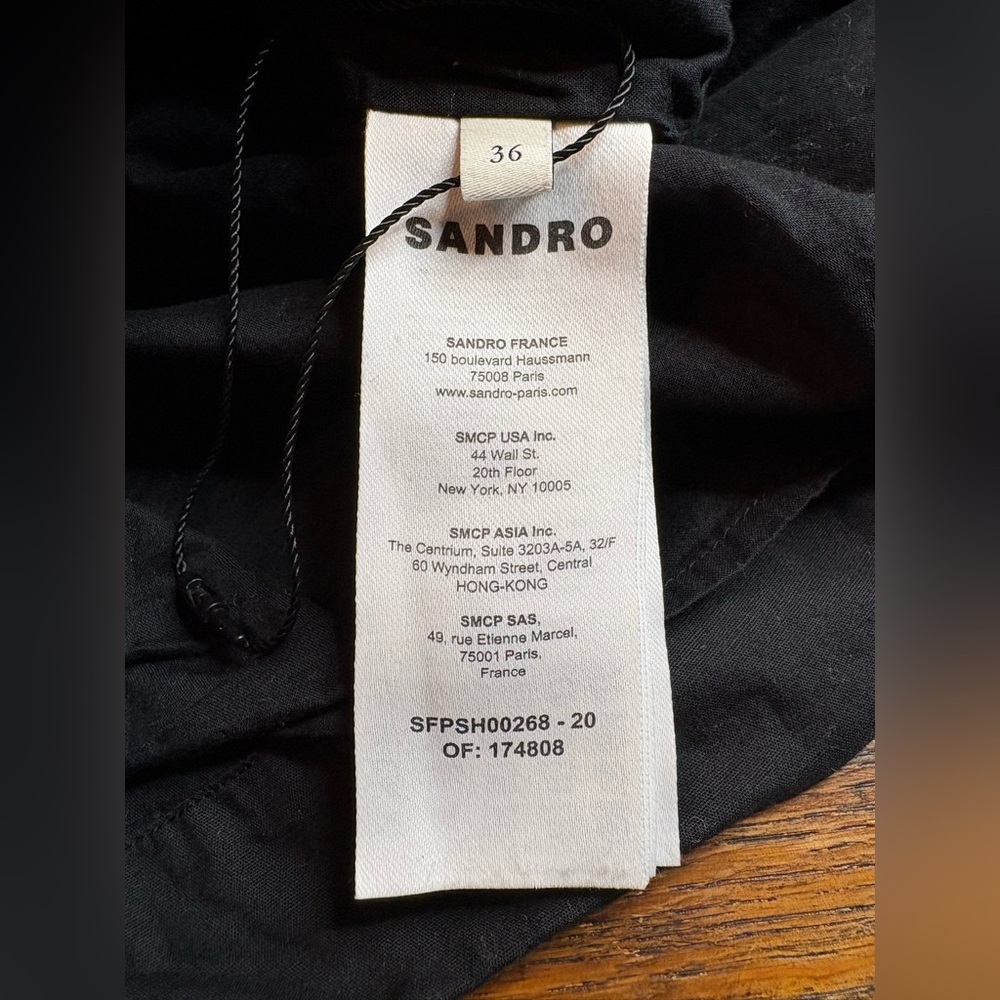 36
SANDRO
SANDRO FRANCE
150 boulevard Haussmann
75008 Paris
www.sandro-paris.com
SMCP USA Inc.
44 Wall St.
20th Floor
New York, NY 10005
SMCP ASIA Inc.
The Centrium, Suite 3203A-5A, 32/F
60 Wyndham Street, Central
HONG-KONG
SMCP SAS,
49, rue Etienne Marcel,
75001 Paris,
France
SFPSH00268 - 20
OF: 174808